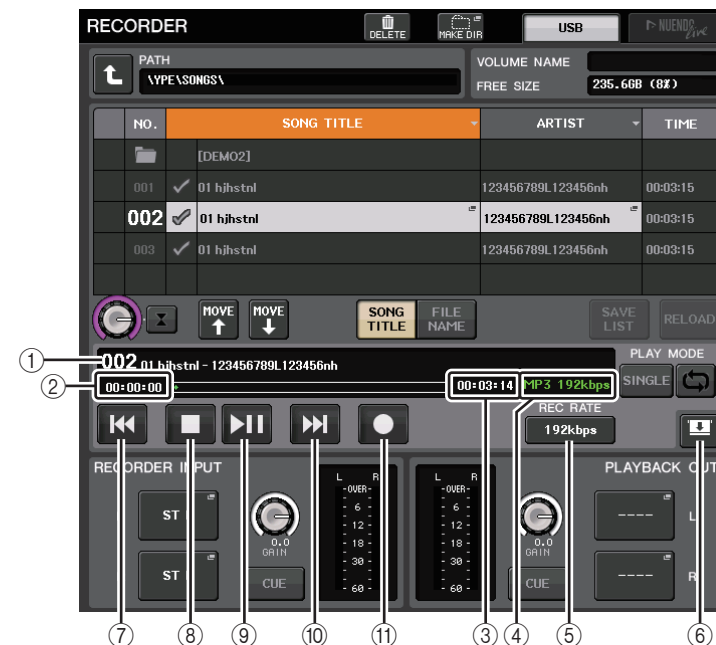 RECORDER DELETE MAKE DIR USB NUENDO Live
PATH VOLUME NAME
\YPE\SONGS\ FREE SIZE 235.6GB (8%)
NO. SONG TITLE ARTIST TIME
[DEMO2]
001 01 hjhstnl 123456789L123456nh 00:03:15
002 01 hjhstnl 123456789L123456nh 00:03:15
003 01 hjhstnl 123456789L123456nh 00:03:15
MOVE MOVE SONG TITLE FILE NAME SAVE LIST RELOAD
① 002 01 hjhstnl - 123456789L123456nh PLAY MODE
② 00:00:00 00:03:14 MP3 192kbps SINGLE
REC RATE
192kbps
RECORDER INPUT PLAYBACK OUT
L R L R
-OVER- -OVER-
ST 6 6 ---- L
12 12
0.0 18 18 0.0
GAIN 30 30 GAIN
ST CUE 60 60 CUE ---- R
⑦ ⑧ ⑨ ⑩ ⑪ ③ ④ ⑤ ⑥